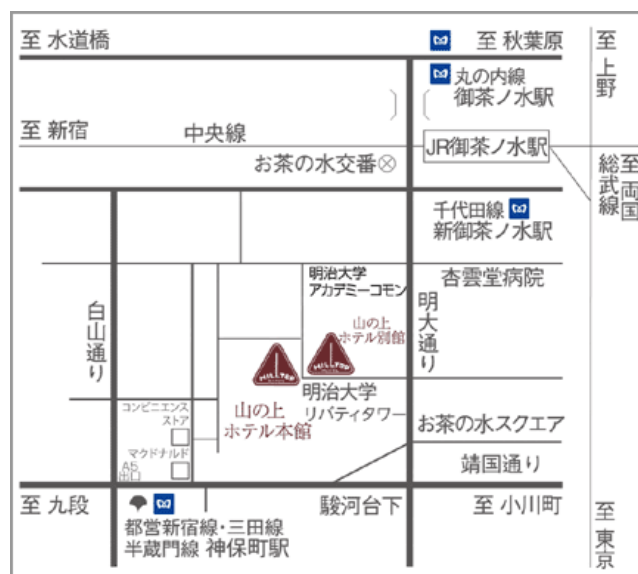 至 水道橋
至 秋葉原
至 上野
丸の内線
御茶ノ水駅
至 新宿
中央線
JR御茶ノ水駅
お茶の水交番
総武線
至 両国
千代田線
新御茶ノ水駅
明治大学
アカデミーコモン
杏雲堂病院
白山通り
山の上
ホテル別館
明大通り
HILLTOP
HILLTOP
明治大学
リバティタワー
山の上
ホテル本館
コンビニエンス
ストア
お茶の水スクエア
マクドナルド
A5
出口
靖国通り
至 九段
駿河台下
至 小川町
至 東京
都営新宿線・三田線
半蔵門線 神保町駅